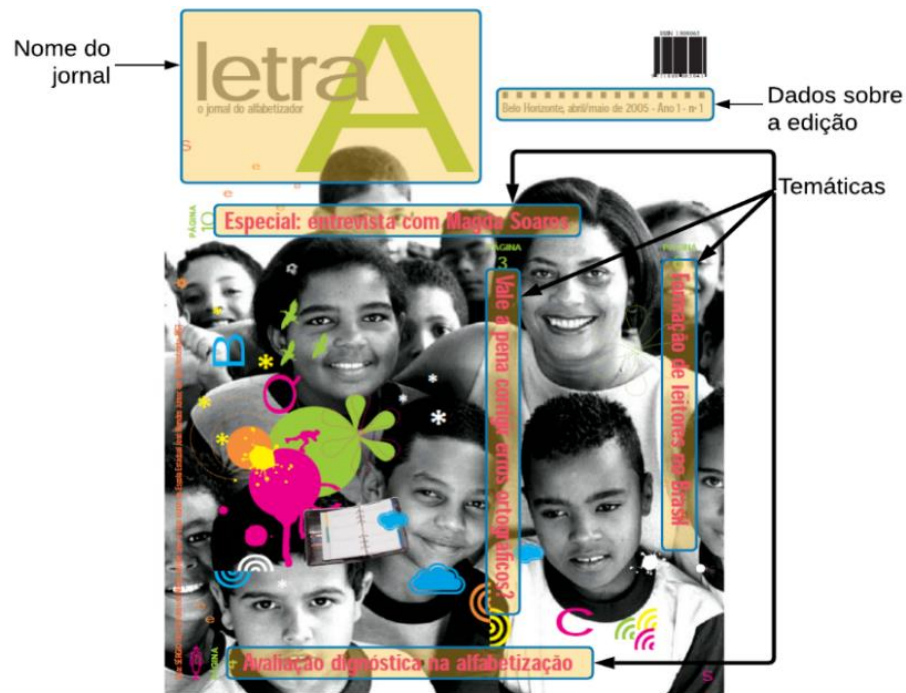 Nome do
jornal
letra A
o jornal do alfabetizador
Belo Horizonte, abril/maio de 2005 - Ano 1 - nº 1
Dados sobre
a edição
Temáticas
PÁGINA
10
Especial: entrevista com Magda Soares
PÁGINA
3
Vale a pena corrigir erros ortográficos?
Formação de leitores no Brasil
B
Q
C
S
PÁGINA
4
Avaliação dignóstica na alfabetização